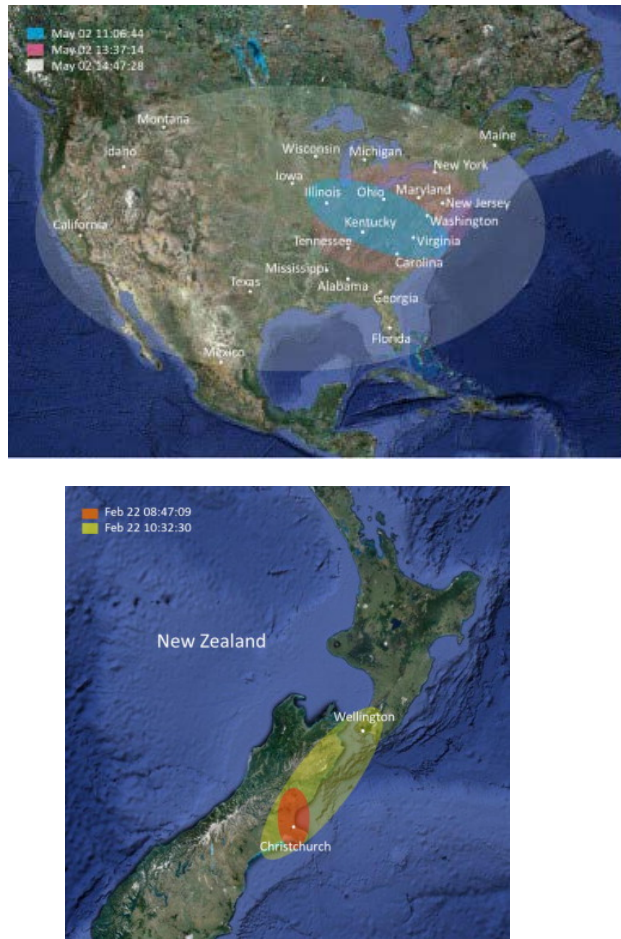 May 02 11:06:44
May 02 13:37:14
May 02 14:47:28
Montana
Maine
Idaho
Wisconsin Michigan
New York
Iowa
Illinois Ohio Maryland
New Jersey
California Kentucky Washington
Tennessee Virginia
Carolina
Mississippi
Texas Alabama
Georgia
Florida
Mexico
Feb 22 08:47:09
Feb 22 10:32:30
New Zealand
Wellington
Christchurch